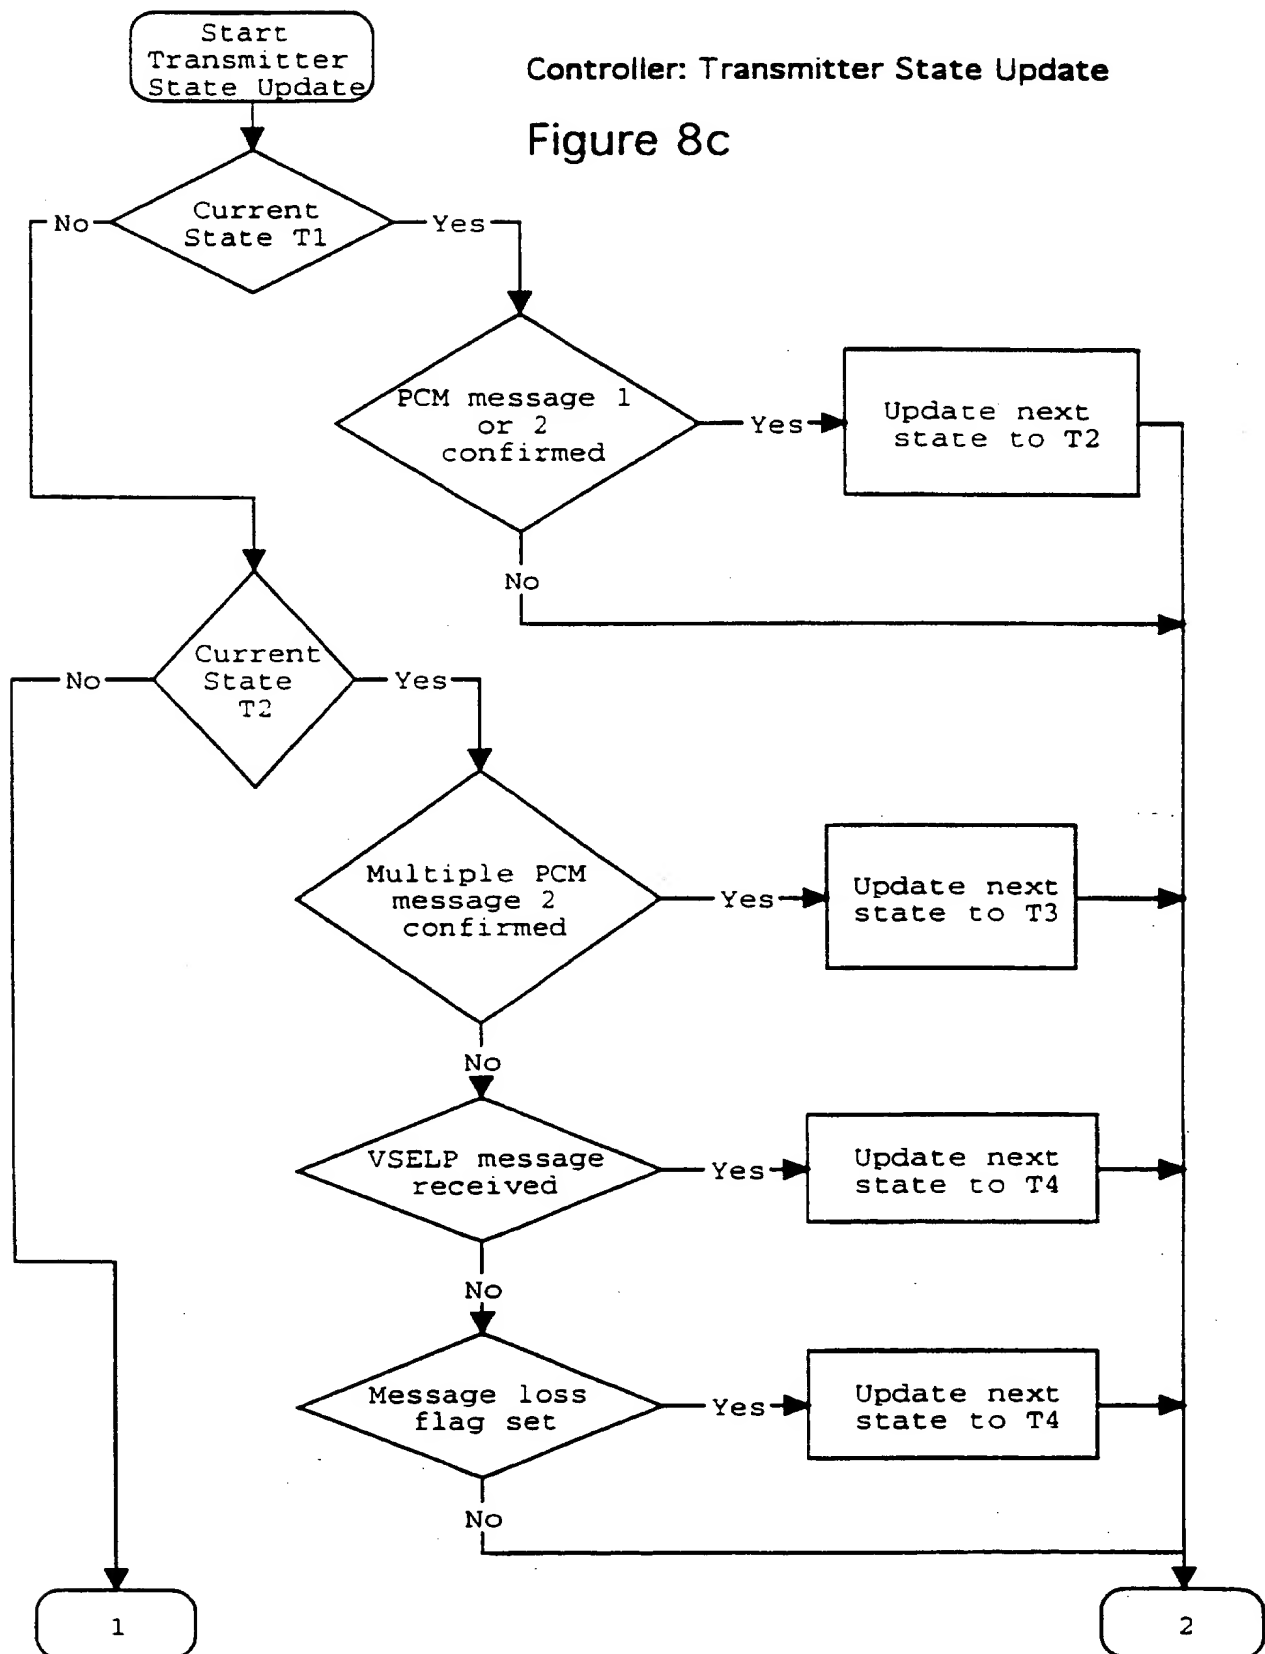 Start
Transmitter
State Update
Controller: Transmitter State Update
Figure 8c
Current
State T1
No
Yes
PCM message 1
or 2
confirmed
Yes
Update next
state to T2
No
Current
State
T2
No
Yes
Multiple PCM
message 2
confirmed
Yes
Update next
state to T3
No
VSELP message
received
Yes
Update next
state to T4
No
Message loss
flag set
Yes
Update next
state to T4
No
1
2